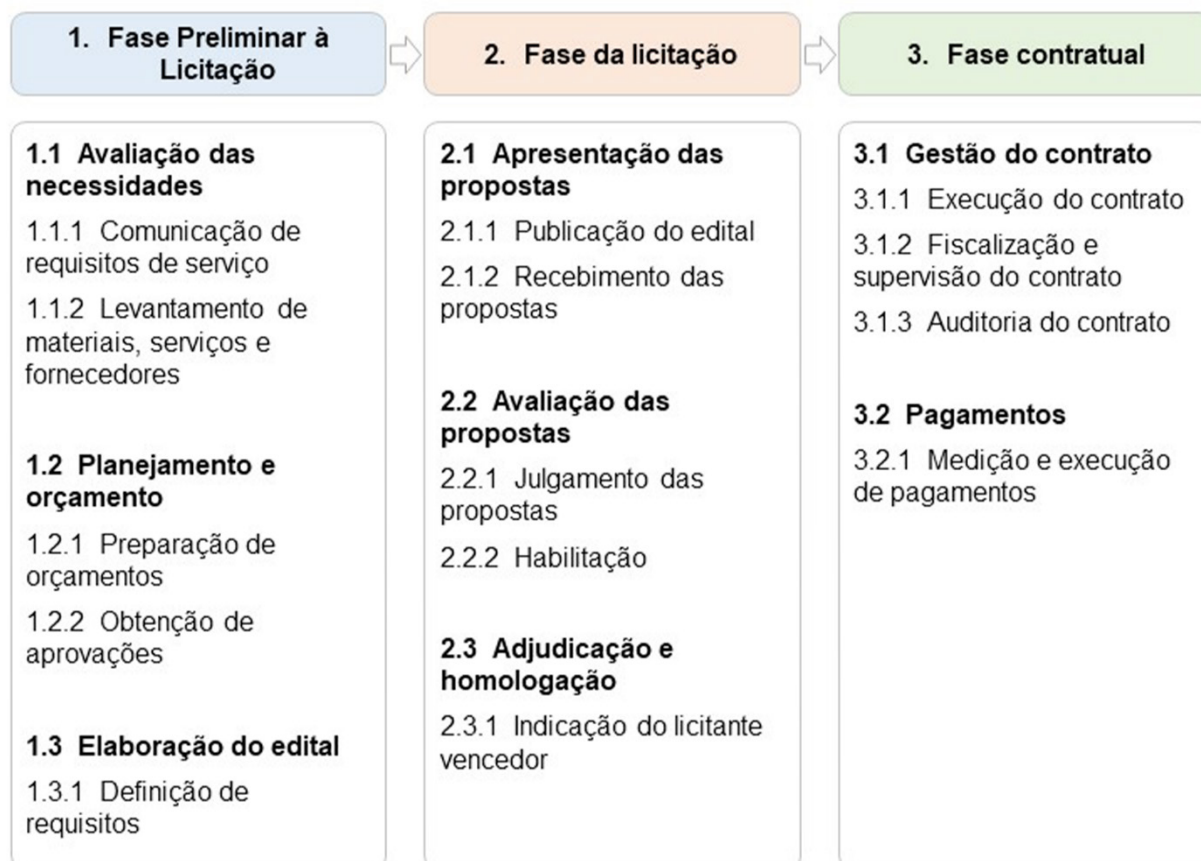 1. Fase Preliminar à
Licitação
2. Fase da licitação
3. Fase contratual
1.1 Avaliação das
necessidades
1.1.1 Comunicação de
requisitos de serviço
1.1.2 Levantamento de
materiais, serviços e
fornecedores
1.2 Planejamento e
orçamento
1.2.1 Preparação de
orçamentos
1.2.2 Obtenção de
aprovações
1.3 Elaboração do edital
1.3.1 Definição de
requisitos
2.1 Apresentação das
propostas
2.1.1 Publicação do edital
2.1.2 Recebimento das
propostas
2.2 Avaliação das
propostas
2.2.1 Julgamento das
propostas
2.2.2 Habilitação
2.3 Adjudicação e
homologação
2.3.1 Indicação do licitante
vencedor
3.1 Gestão do contrato
3.1.1 Execução do contrato
3.1.2 Fiscalização e
supervisão do contrato
3.1.3 Auditoria do contrato
3.2 Pagamentos
3.2.1 Medição e execução
de pagamentos